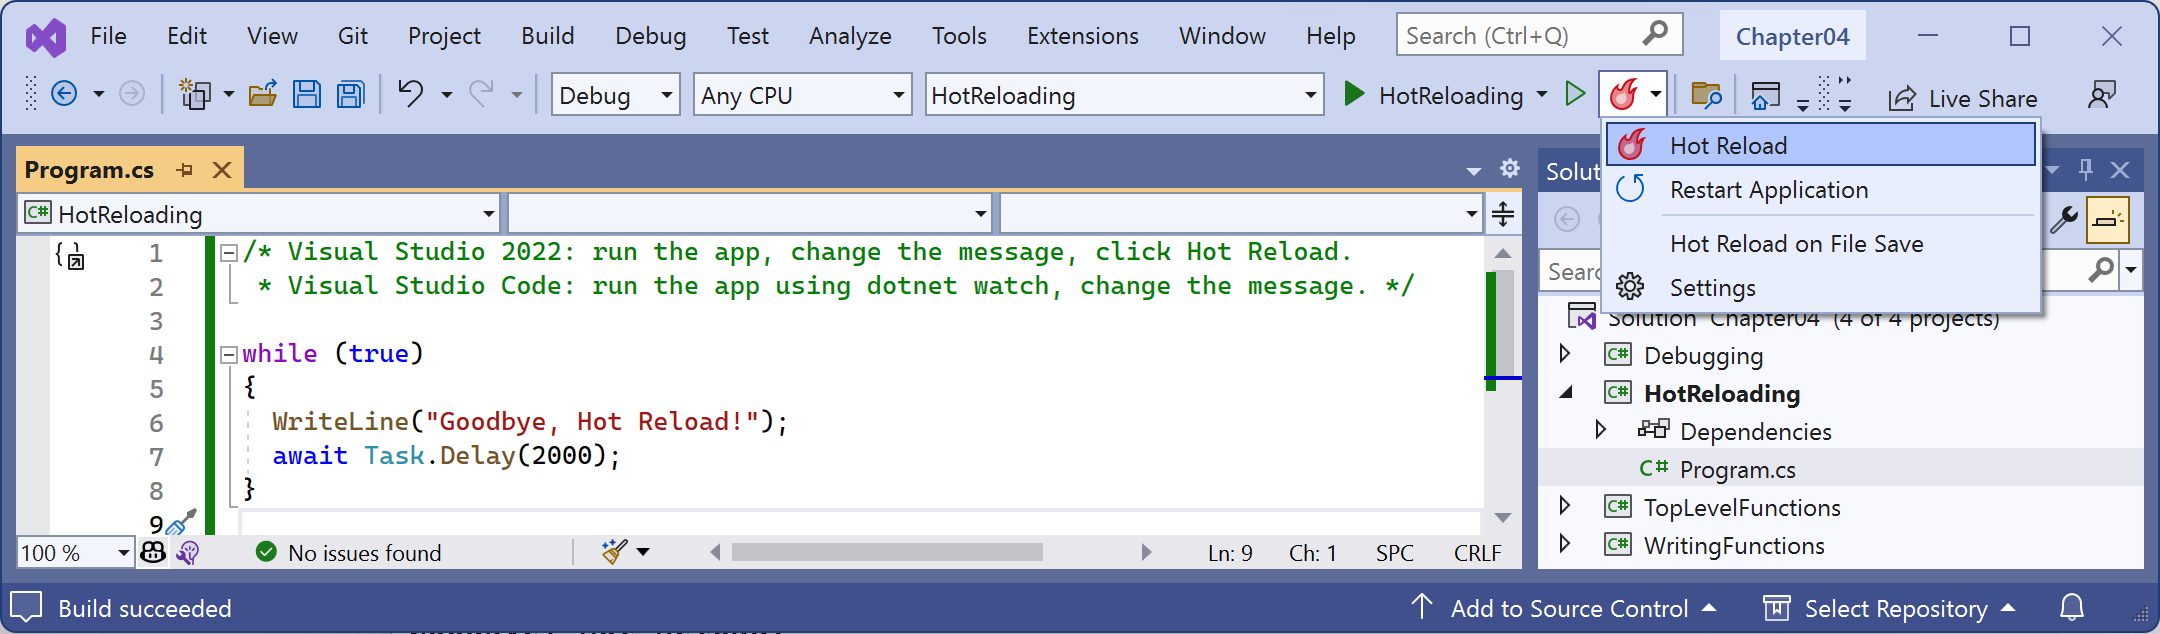 File Edit View Git Project Build Debug Test Analyze Tools Extensions Window Help Search (Ctrl+Q) Chapter04
Debug Any CPU HotReloading HotReloading Live Share
Hot Reload
Restart Application
Hot Reload on File Save
Settings
Program.cs
HotReloading
1 /* Visual Studio 2022: run the app, change the message, click Hot Reload.
2 * Visual Studio Code: run the app using dotnet watch, change the message. */
3
4 while (true)
5 {
6 WriteLine("Goodbye, Hot Reload!");
7 await Task.Delay(2000);
8 }
9
100 % No issues found Ln: 9 Ch: 1 SPC CRLF
Solut
Searc
Solution Chapter04 (4 of 4 projects)
C# Debugging
C# HotReloading
Dependencies
C# Program.cs
C# TopLevelFunctions
C# WritingFunctions
Build succeeded Add to Source Control Select Repository